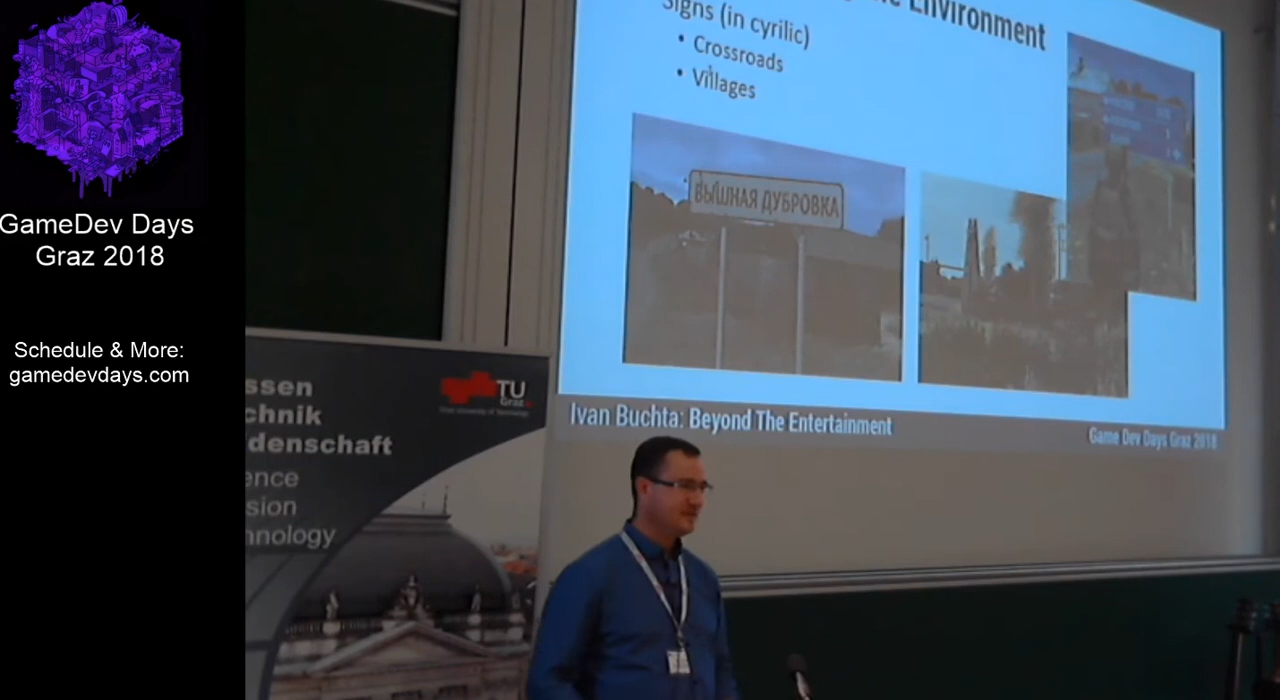 GameDev Days
Graz 2018
Schedule & More:
gamedevdays.com
ssen
chnik
denschaft
ence
sion
hnology
TU
Graz
Environment
Signs (in cyrilic)
• Crossroads
• Villages
ВЫШНАЯ ДУБРОВКА
Ivan Buchta: Beyond The Entertainment
Game Dev Days Graz 2018